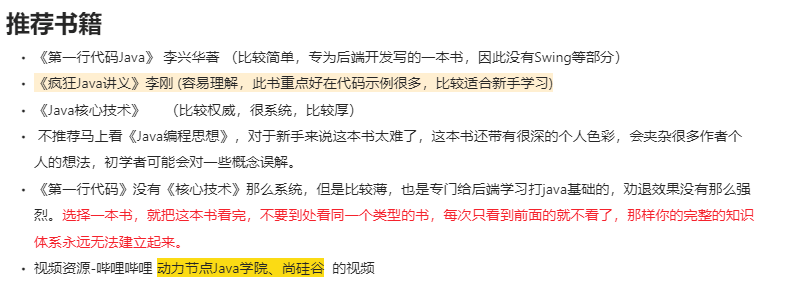 推荐书籍
《第一行代码Java》 李兴华著 （比较简单，专为后端开发写的一本书，因此没有Swing等部分）
《疯狂Java讲义》李刚 (容易理解，此书重点好在代码示例很多，比较适合新手学习)
《Java核心技术》 （比较权威，很系统，比较厚）
不推荐马上看《Java编程思想》，对于新手来说这本书太难了，这本书还带有很深的个人色彩，会夹杂很多作者个
人的想法，初学者可能会对一些概念误解。
《第一行代码》没有《核心技术》那么系统，但是比较薄，也是专门给后端学习打java基础的，劝退效果没有那么强
烈。选择一本书，就把这本书看完，不要到处看同一个类型的书，每次只看到前面的就不看了，那样你的完整的知识
体系永远无法建立起来。
视频资源-哔哩哔哩 动力节点Java学院、尚硅谷 的视频